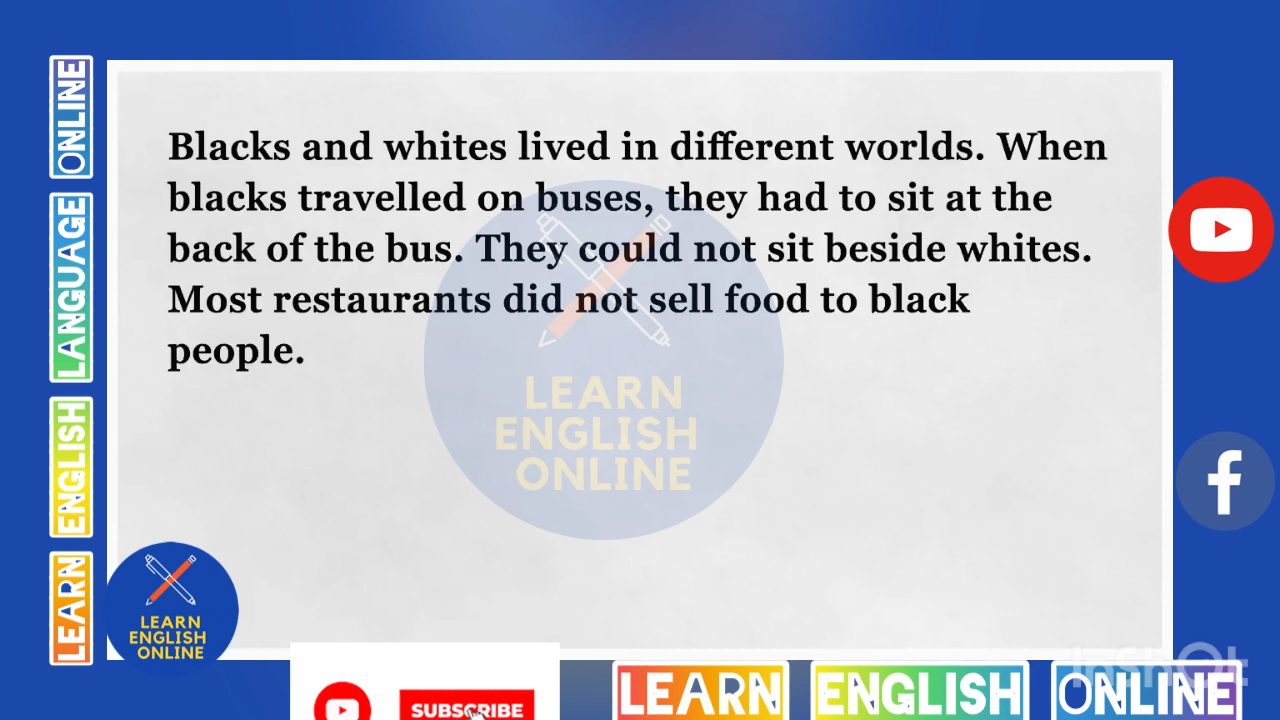 Blacks and whites lived in different worlds. When
blacks travelled on buses, they had to sit at the
back of the bus. They could not sit beside whites.
Most restaurants did not sell food to black
people.
LEARN
ENGLISH
ONLINE
LEARN ENGLISH LANGUAGE ONLINE
LEARN
ENGLISH
ONLINE
SUBSCRIBE
LEARN ENGLISH ONLINE
InShOt